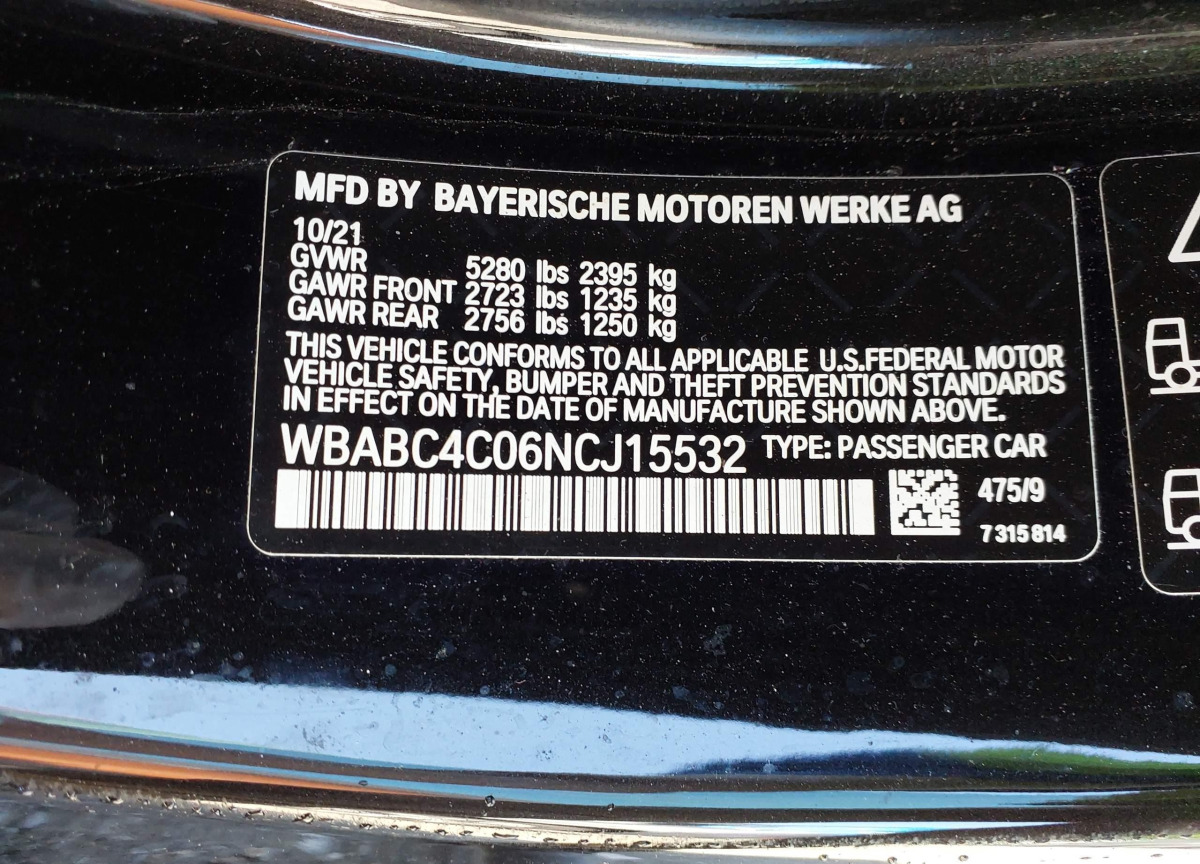 MFD BY BAYERISCHE MOTOREN WERKE AG
10/21
GVWR 5280 lbs 2395 kg
GAWR FRONT 2723 lbs 1235 kg
GAWR REAR 2756 lbs 1250 kg
THIS VEHICLE CONFORMS TO ALL APPLICABLE U.S.FEDERAL MOTOR
VEHICLE SAFETY, BUMPER AND THEFT PREVENTION STANDARDS
IN EFFECT ON THE DATE OF MANUFACTURE SHOWN ABOVE.
WBABC4C06NCJ15532 TYPE: PASSENGER CAR
475/9
7 315 814